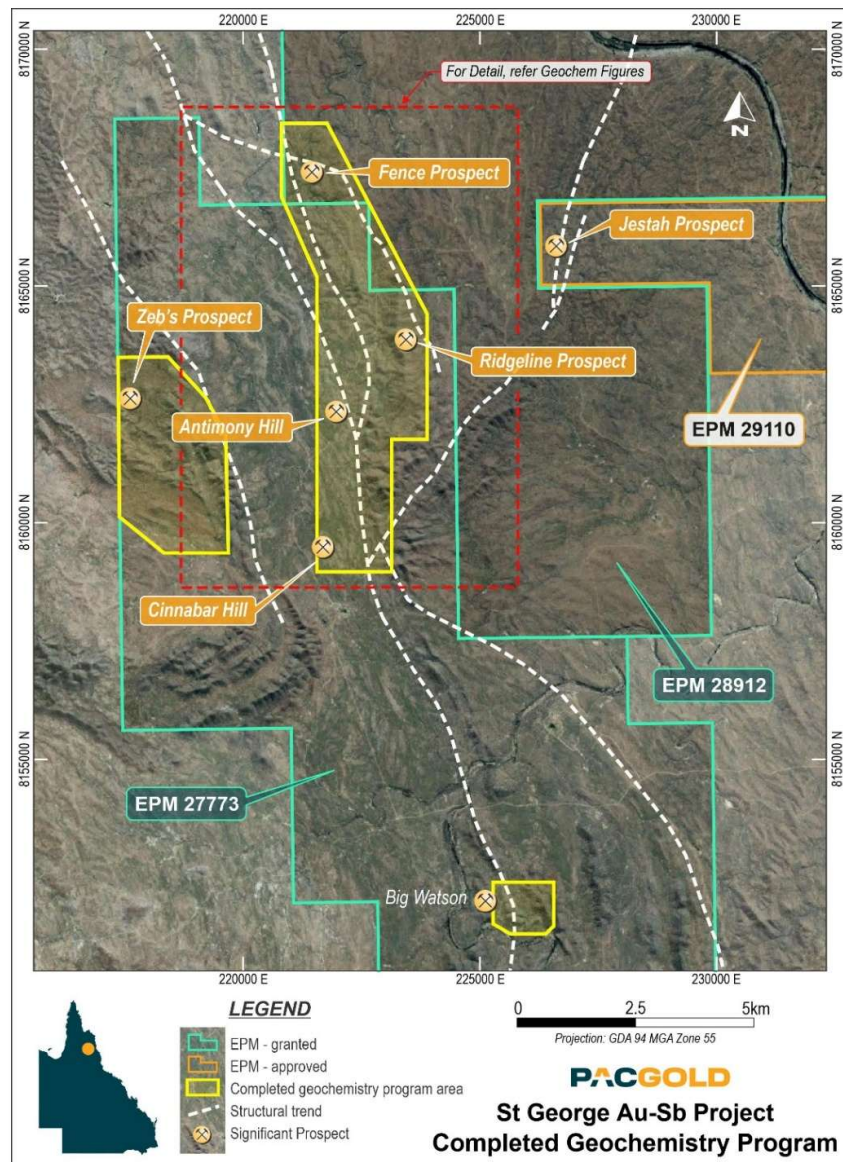 220000 E
225000 E
230000 E
8170000 N
8170000 N
For Detail, refer Geochem Figures
N
Fence Prospect
Jestah Prospect
8165000 N
8165000 N
Zeb's Prospect
Ridgeline Prospect
Antimony Hill
EPM 29110
8160000 N
8160000 N
Cinnabar Hill
EPM 28912
8155000 N
8155000 N
EPM 27773
Big Watson
220000 E
225000 E
230000 E
LEGEND
EPM - granted
EPM - approved
Completed geochemistry program area
Structural trend
Significant Prospect
0
2.5
5km
Projection: GDA 94 MGA Zone 55
PACGOLD
St George Au-Sb Project
Completed Geochemistry Program